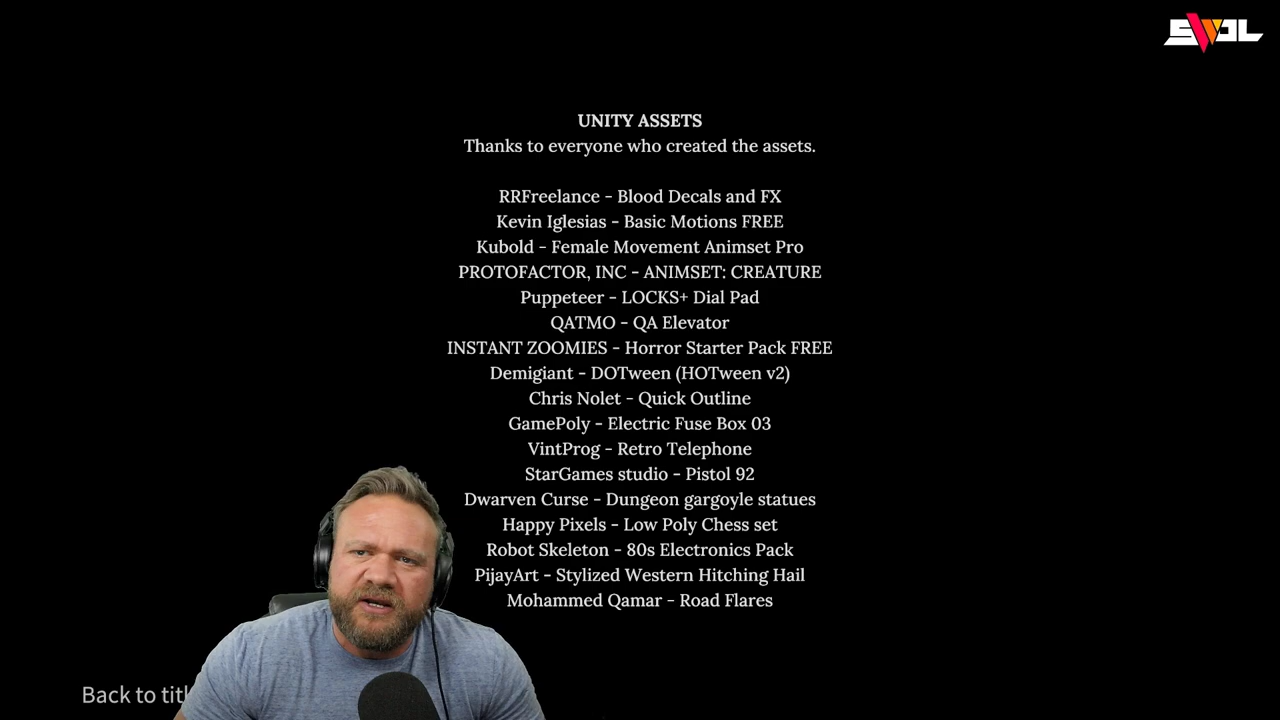 SWOL
UNITY ASSETS
Thanks to everyone who created the assets.
RRFreelance - Blood Decals and FX
Kevin Iglesias - Basic Motions FREE
Kubold - Female Movement Animset Pro
PROTOFACTOR, INC - ANIMSET: CREATURE
Puppeteer - LOCKS+ Dial Pad
QATMO - QA Elevator
INSTANT ZOOMIES - Horror Starter Pack FREE
Demigiant - DOTween (HOTween v2)
Chris Nolet - Quick Outline
GamePoly - Electric Fuse Box 03
VintProg - Retro Telephone
StarGames studio - Pistol 92
Dwarven Curse - Dungeon gargoyle statues
Happy Pixels - Low Poly Chess set
Robot Skeleton - 80s Electronics Pack
PijayArt - Stylized Western Hitching Hail
Mohammed Qamar - Road Flares
Back to